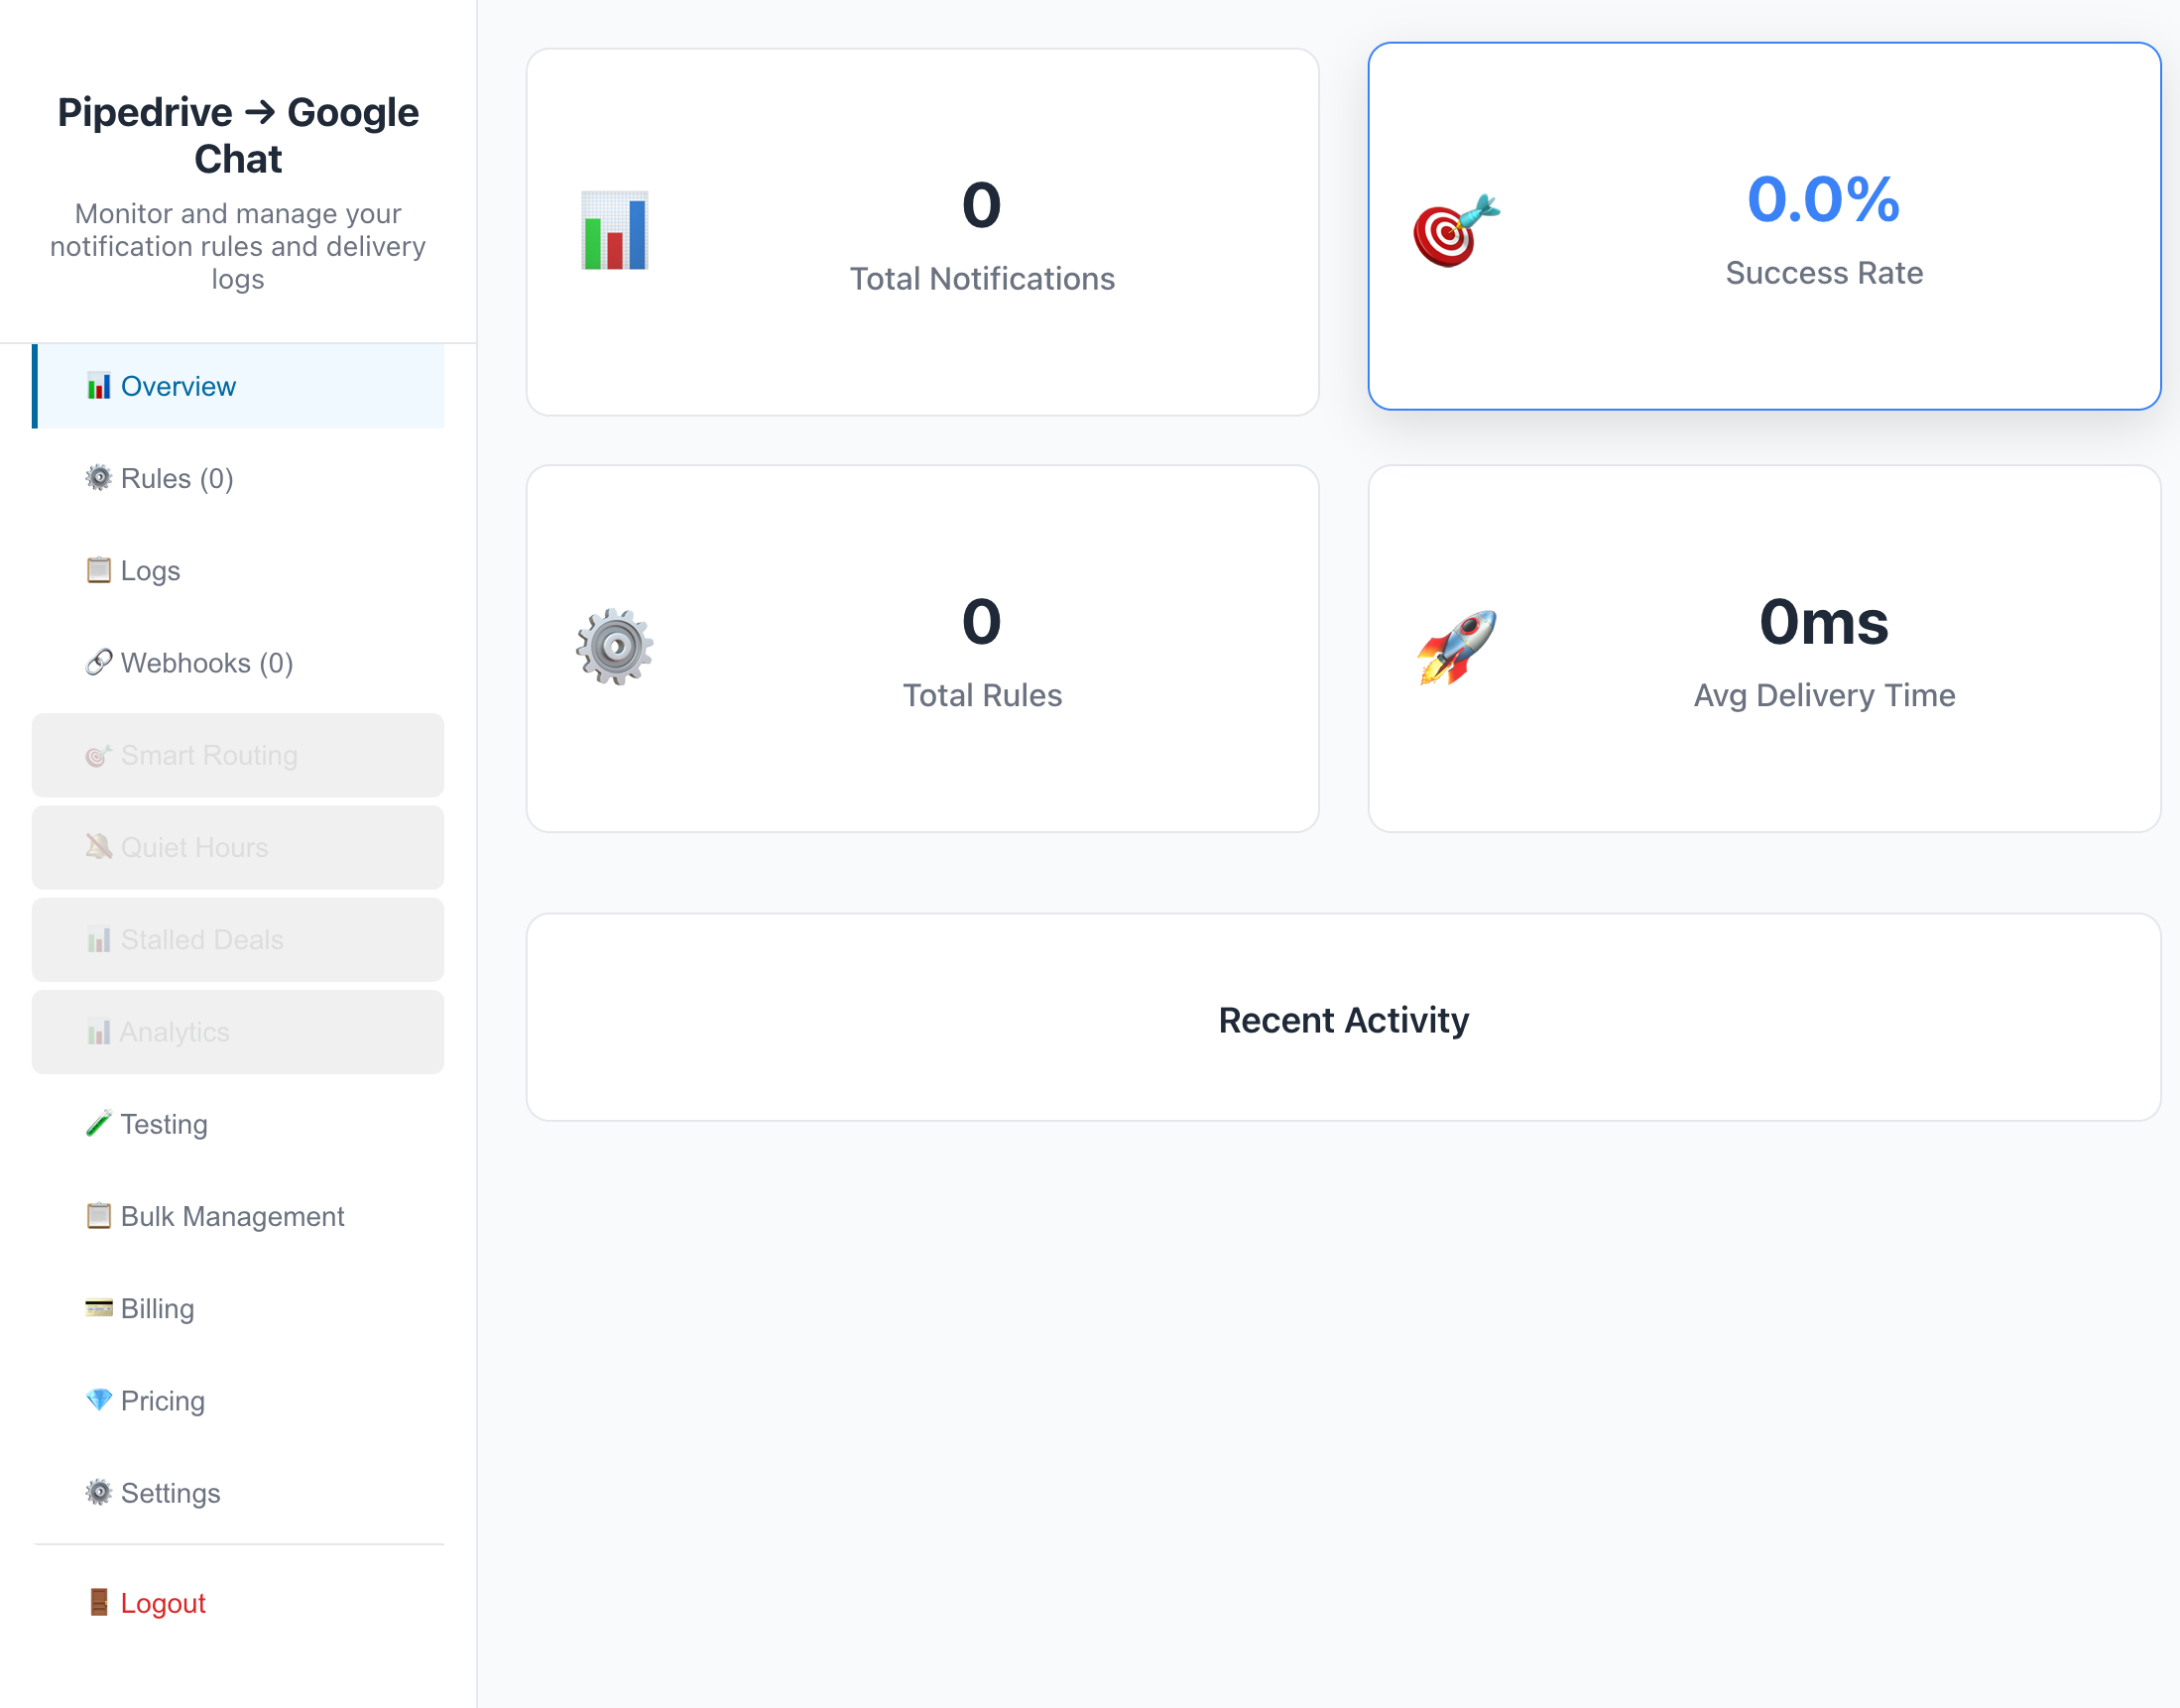 Pipedrive → Google
Chat
Monitor and manage your
notification rules and delivery
logs
Overview
Rules (0)
Logs
Webhooks (0)
Smart Routing
Quiet Hours
Stalled Deals
Analytics
Testing
Bulk Management
Billing
Pricing
Settings
Logout
0
Total Notifications
0.0%
Success Rate
0
Total Rules
0ms
Avg Delivery Time
Recent Activity